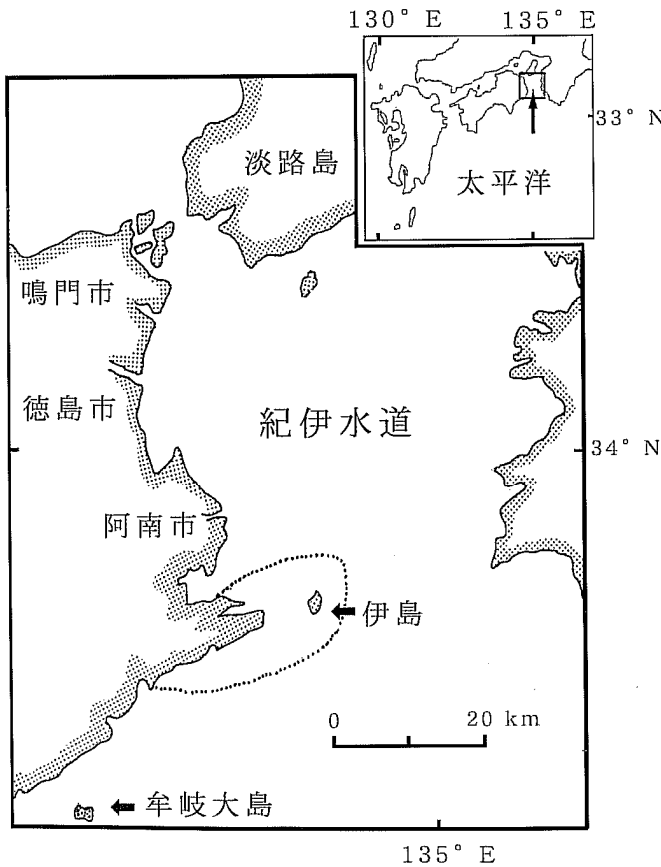 130° E
135° E
33° N
太平洋
淡路島
鳴門市
徳島市
紀伊水道
34° N
阿南市
伊島
0
20 km
牟岐大島
135° E